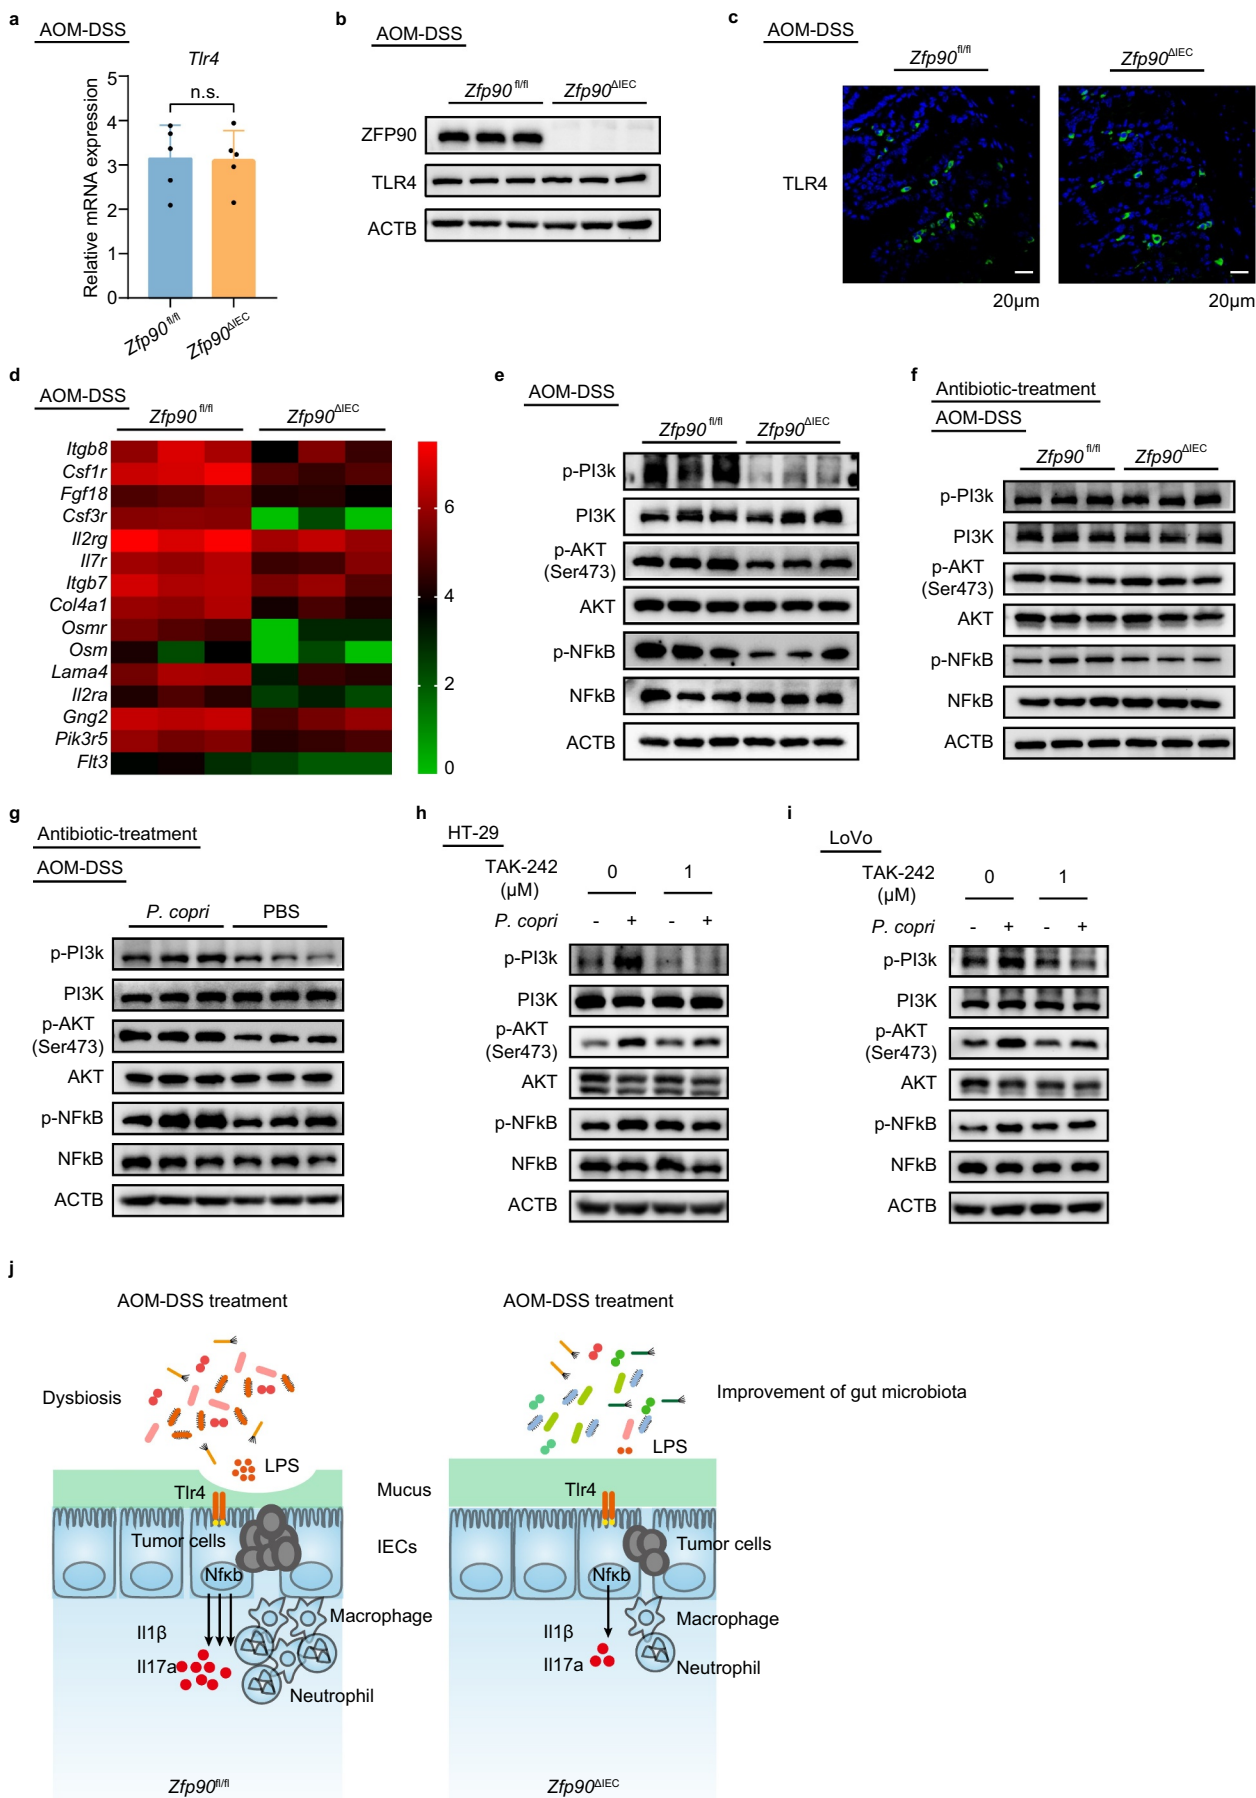 a
AOM-DSS
Tlr4
n.s.
Relative mRNA expression
5
4
3
2
1
0
Zfp90fl/fl
Zfp90ΔIEC
b
AOM-DSS
Zfp90fl/fl Zfp90ΔIEC
ZFP90
TLR4
ACTB
c
AOM-DSS
Zfp90fl/fl Zfp90ΔIEC
TLR4
20μm 20μm
d
AOM-DSS
Zfp90fl/fl Zfp90ΔIEC
Itgb8
Csf1r
Fgf18
Csf3r
Il2rg
Il7r
Itgb7
Col4a1
Osmr
Osm
Lama4
Il2ra
Gng2
Pik3r5
Flt3
6
4
2
0
e
AOM-DSS
Zfp90fl/fl Zfp90ΔIEC
p-PI3k
PI3K
p-AKT
(Ser473)
AKT
p-NFkB
NFkB
ACTB
f
Antibiotic-treatment
AOM-DSS
Zfp90fl/fl Zfp90ΔIEC
p-PI3k
PI3K
p-AKT
(Ser473)
AKT
p-NFkB
NFkB
ACTB
g
Antibiotic-treatment
AOM-DSS
P. copri PBS
p-PI3k
PI3K
p-AKT
(Ser473)
AKT
p-NFkB
NFkB
ACTB
h
HT-29
TAK-242
(μM)
0 1
P. copri - + - +
p-PI3k
PI3K
p-AKT
(Ser473)
AKT
p-NFkB
NFkB
ACTB
i
LoVo
TAK-242
(μM)
0 1
P. copri - + - +
p-PI3k
PI3K
p-AKT
(Ser473)
AKT
p-NFkB
NFkB
ACTB
j
AOM-DSS treatment
Dysbiosis
LPS
Tlr4
Tumor cells
Nfκb
Il1β
Il17a
Macrophage
Neutrophil
Zfp90fl/fl
Mucus
IECs
AOM-DSS treatment
Improvement of gut microbiota
LPS
Tlr4
Tumor cells
Nfκb
Il1β
Il17a
Macrophage
Neutrophil
Zfp90ΔIEC